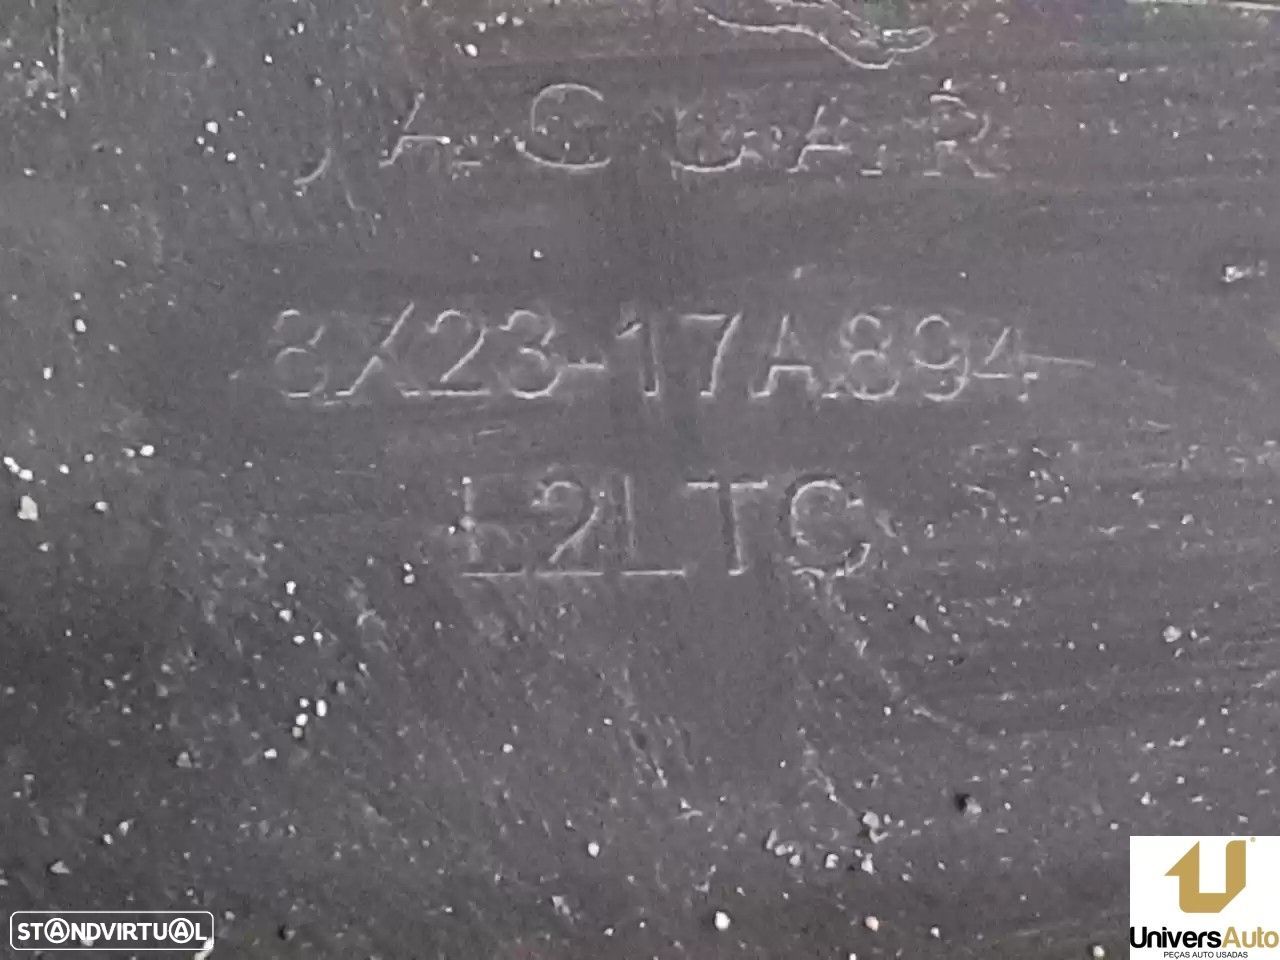 JAGUAR
8X23-17A894
L2LTC
STANDVIRTUAL
UniversAuto
PEÇAS AUTO USADAS